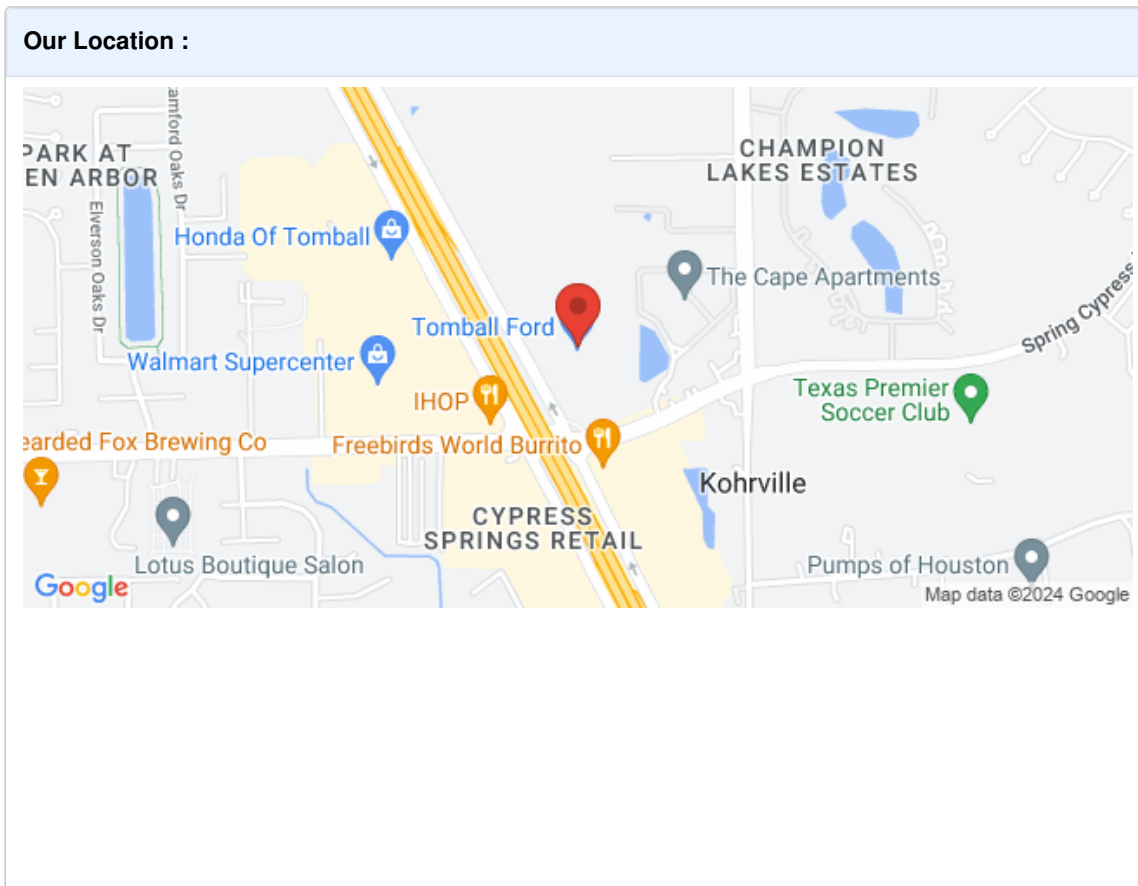 Our Location :
PARK AT
EN ARBOR
amford Oaks Dr
Elverson Oaks Dr
Honda Of Tomball
CHAMPION
LAKES ESTATES
The Cape Apartments
Tomball Ford
Walmart Supercenter
Spring Cypress
IHOP
Texas Premier
Soccer Club
earded Fox Brewing Co
Freebirds World Burrito
Kohrville
CYPRESS
SPRINGS RETAIL
Lotus Boutique Salon
Pumps of Houston
Google
Map data ©2024 Google